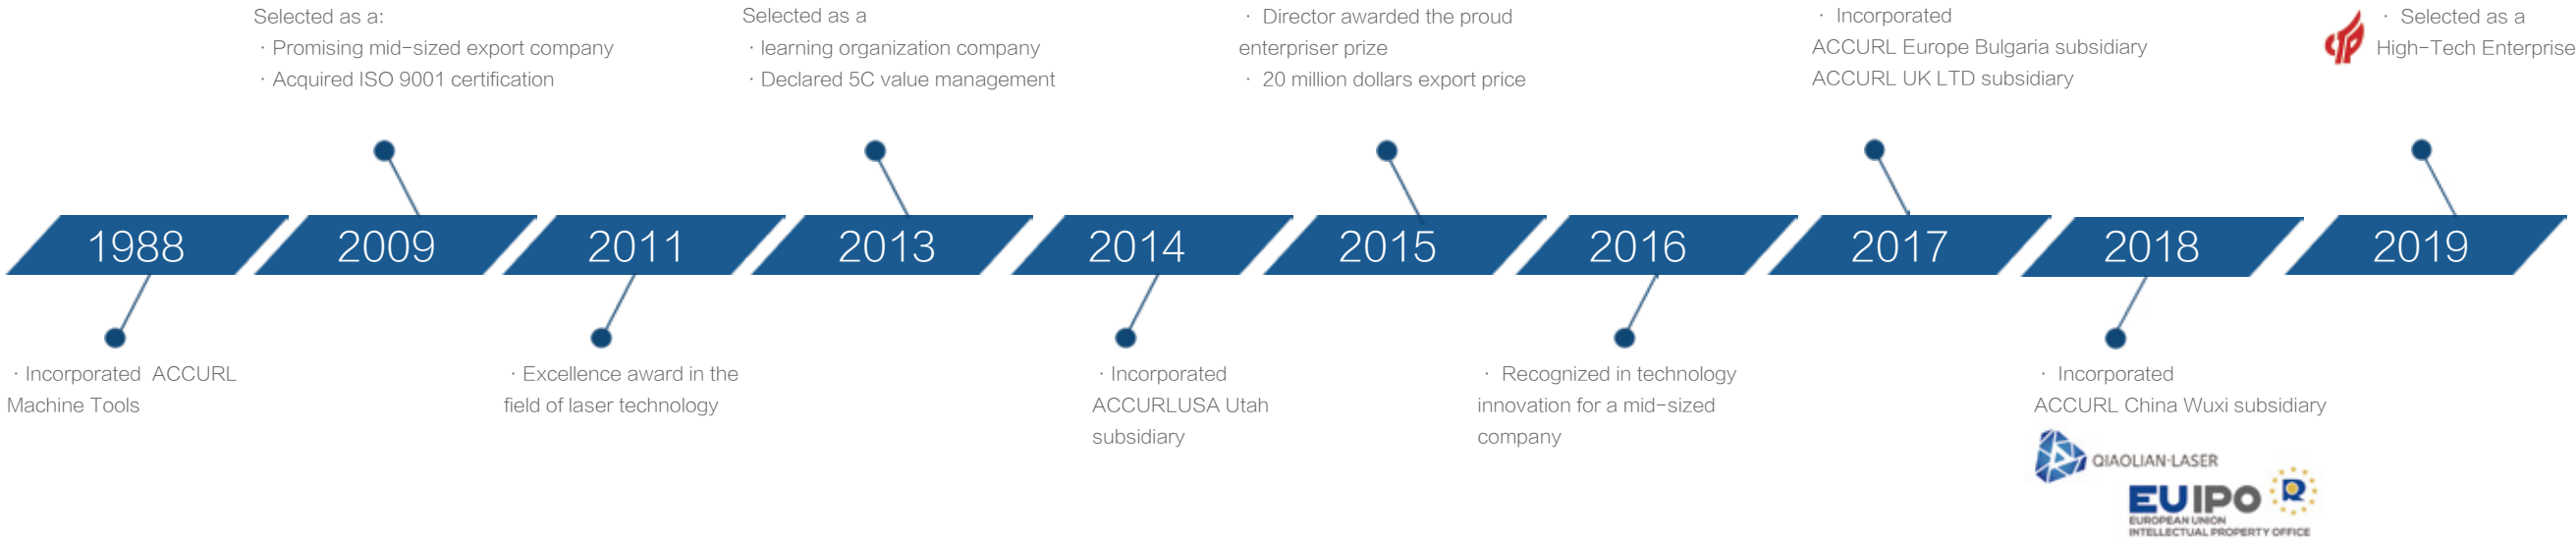 Selected as a:
· Promising mid-sized export company
· Acquired ISO 9001 certification
Selected as a
· learning organization company
· Declared 5C value management
· Director awarded the proud
enterpriser prize
· 20 million dollars export price
· Incorporated
ACCURL Europe Bulgaria subsidiary
ACCURL UK LTD subsidiary
· Selected as a
High-Tech Enterprise
1988
2009
2011
2013
2014
2015
2016
2017
2018
2019
· Incorporated ACCURL
Machine Tools
· Excellence award in the
field of laser technology
· Incorporated
ACCURLUSA Utah
subsidiary
· Recognized in technology
innovation for a mid-sized
company
· Incorporated
ACCURL China Wuxi subsidiary
QIAOLIAN-LASER
EUIPO
EUROPEAN UNION
INTELLECTUAL PROPERTY OFFICE
R